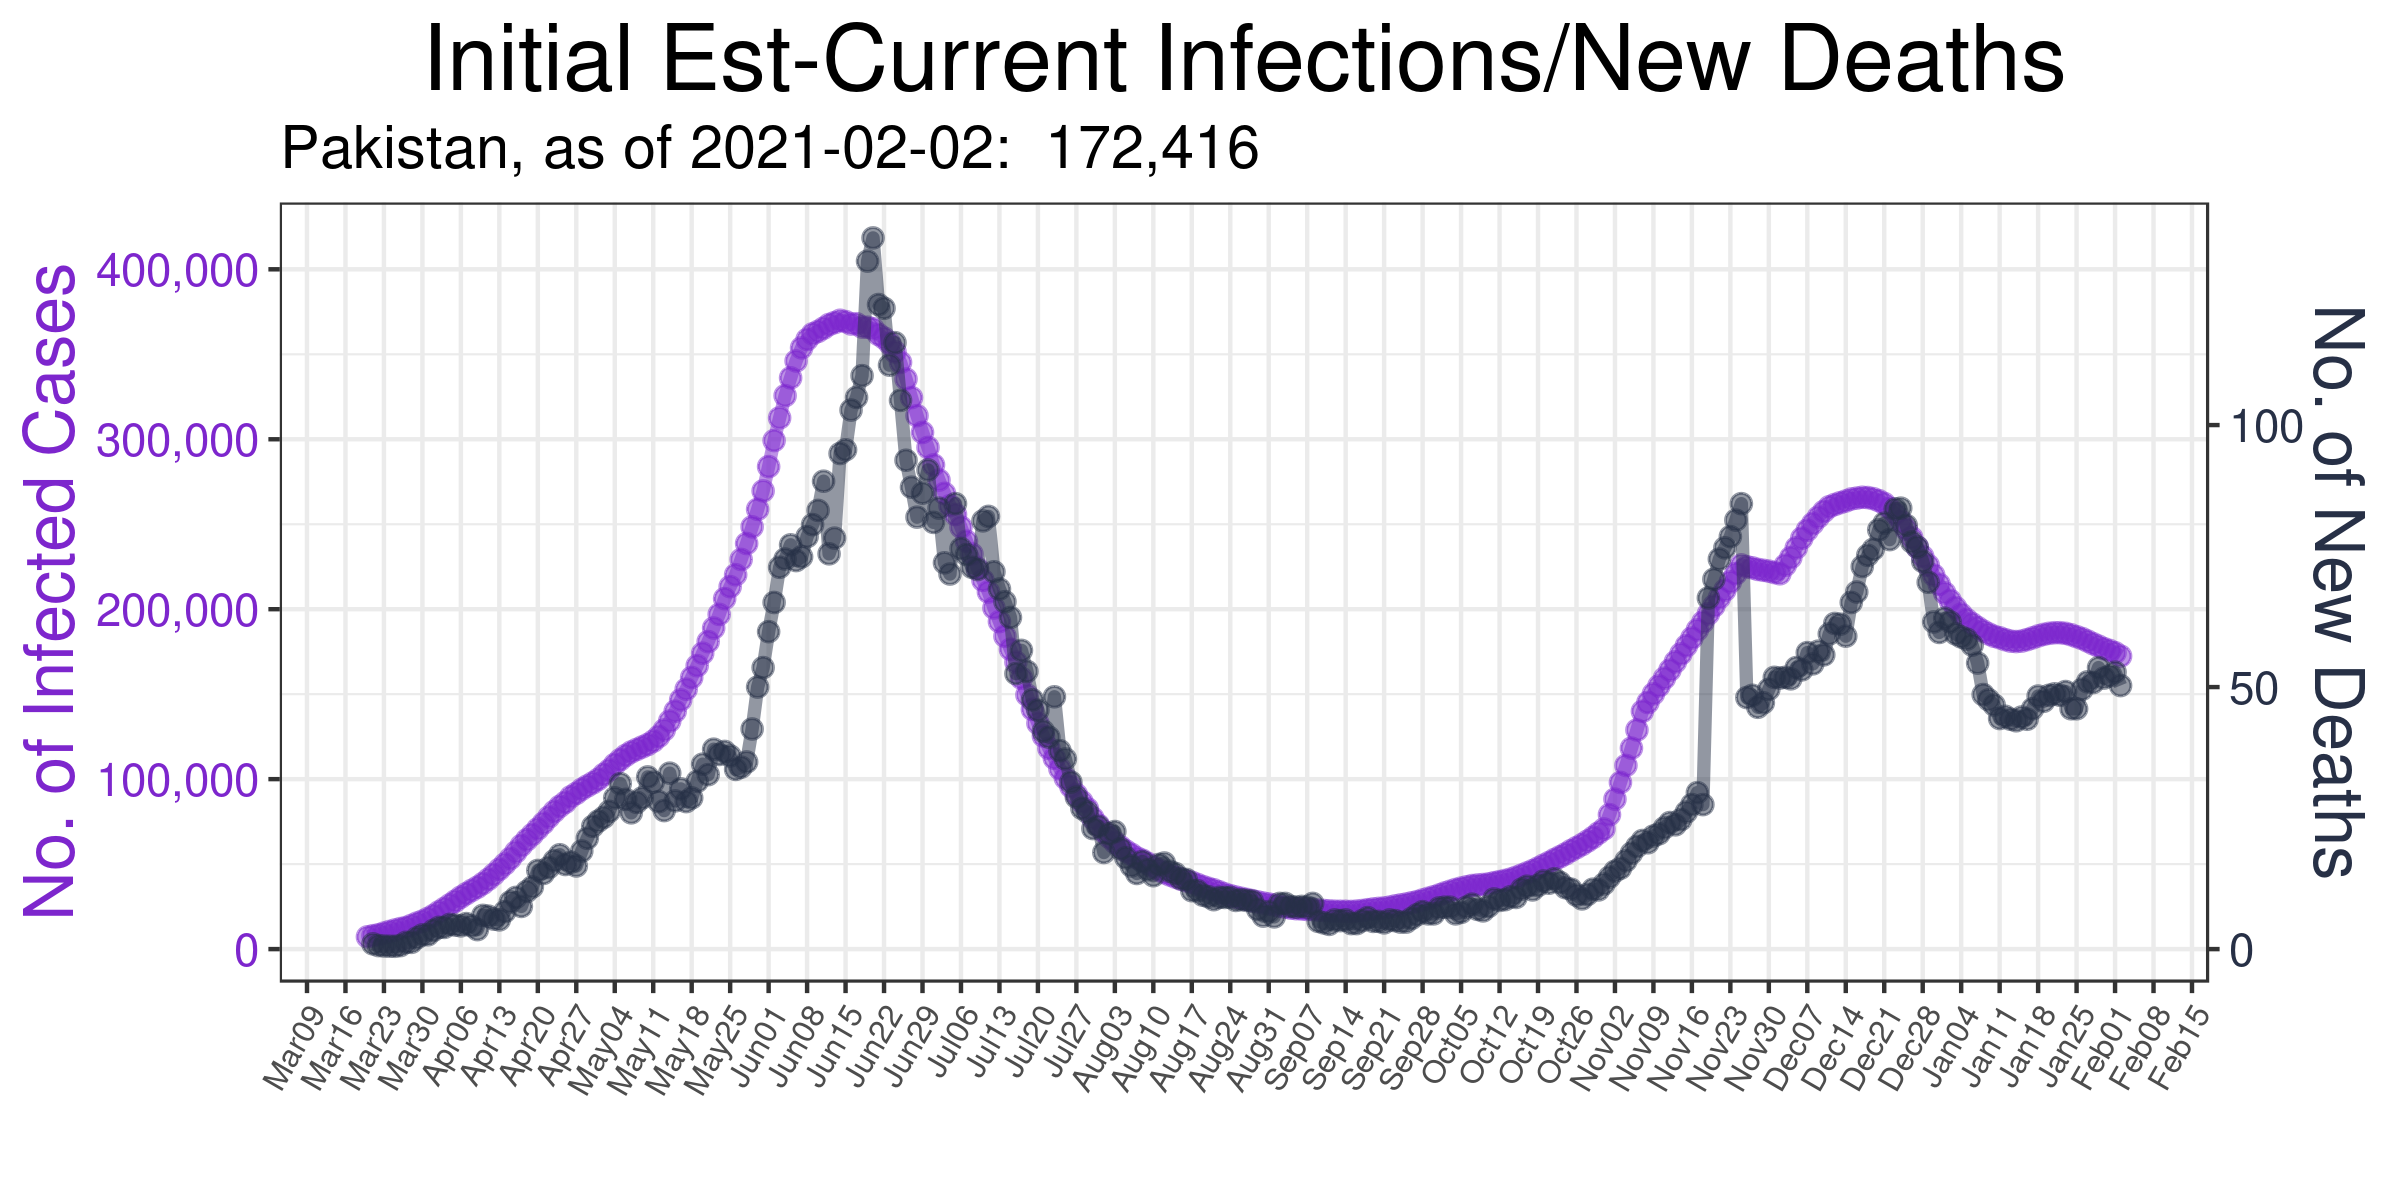 Initial Est-Current Infections/New Deaths
Pakistan, as of 2021-02-02:  172,416
No. of Infected Cases
400,000
300,000
200,000
100,000
0
No. of New Deaths
100
50
0
Mar09
Mar16
Mar23
Mar30
Apr06
Apr13
Apr20
Apr27
May04
May11
May18
May25
Jun01
Jun08
Jun15
Jun22
Jun29
Jul06
Jul13
Jul20
Jul27
Aug03
Aug10
Aug17
Aug24
Aug31
Sep07
Sep14
Sep21
Sep28
Oct05
Oct12
Oct19
Oct26
Nov02
Nov09
Nov16
Nov23
Nov30
Dec07
Dec14
Dec21
Dec28
Jan04
Jan11
Jan18
Jan25
Feb01
Feb08
Feb15